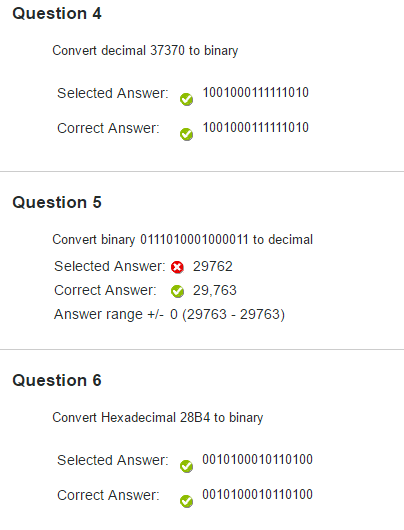 Question 4
Convert decimal 37370 to binary
Selected Answer: 1001000111111010
Correct Answer: 1001000111111010
Question 5
Convert binary 0111010001000011 to decimal
Selected Answer: 29762
Correct Answer: 29,763
Answer range +/- 0 (29763 - 29763)
Question 6
Convert Hexadecimal 28B4 to binary
Selected Answer: 0010100010110100
Correct Answer: 0010100010110100